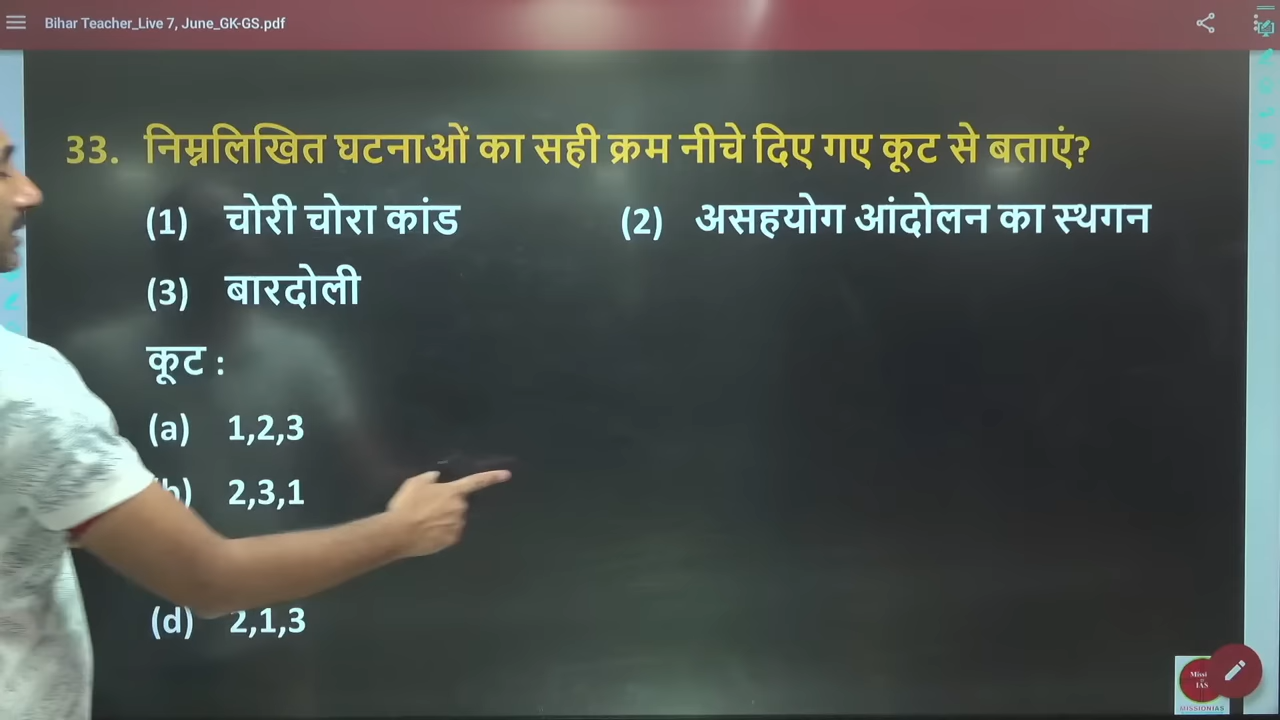 Bihar Teacher_Live 7, June_GK-GS.pdf
33. निम्नलिखित घटनाओं का सही क्रम नीचे दिए गए कूट से बताएं?
(1) चोरी चोरा कांड (2) असहयोग आंदोलन का स्थगन
(3) बारदोली
कूट :
(a) 1,2,3
(b) 2,3,1
(d) 2,1,3
MISSIONIAS